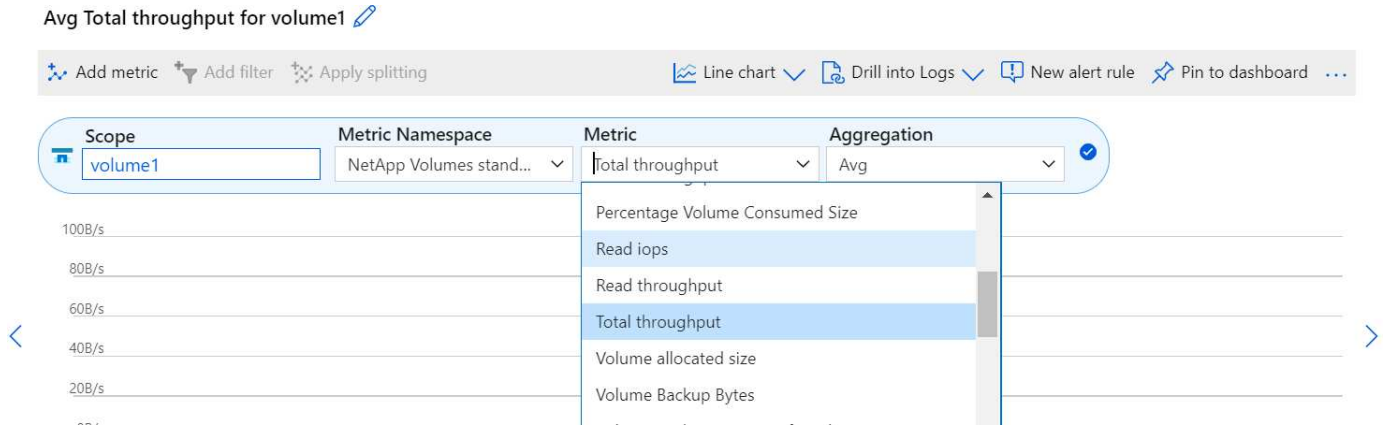 Avg Total throughput for volume1
Add metric Add filter Apply splitting Line chart Drill into Logs New alert rule Pin to dashboard ...
Scope Metric Namespace Metric Aggregation
volume1 NetApp Volumes stand... Total throughput Avg
Percentage Volume Consumed Size
100B/s
Read iops
80B/s
Read throughput
60B/s
Total throughput
40B/s
Volume allocated size
20B/s
Volume Backup Bytes